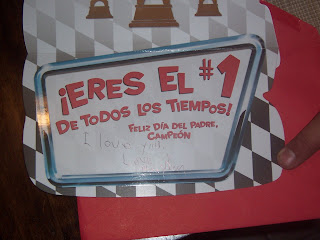 ¡ERES EL #1
DE TODOS LOS TIEMPOS!
FELIZ DÍA DEL PADRE,
CAMPEÓN
I love you